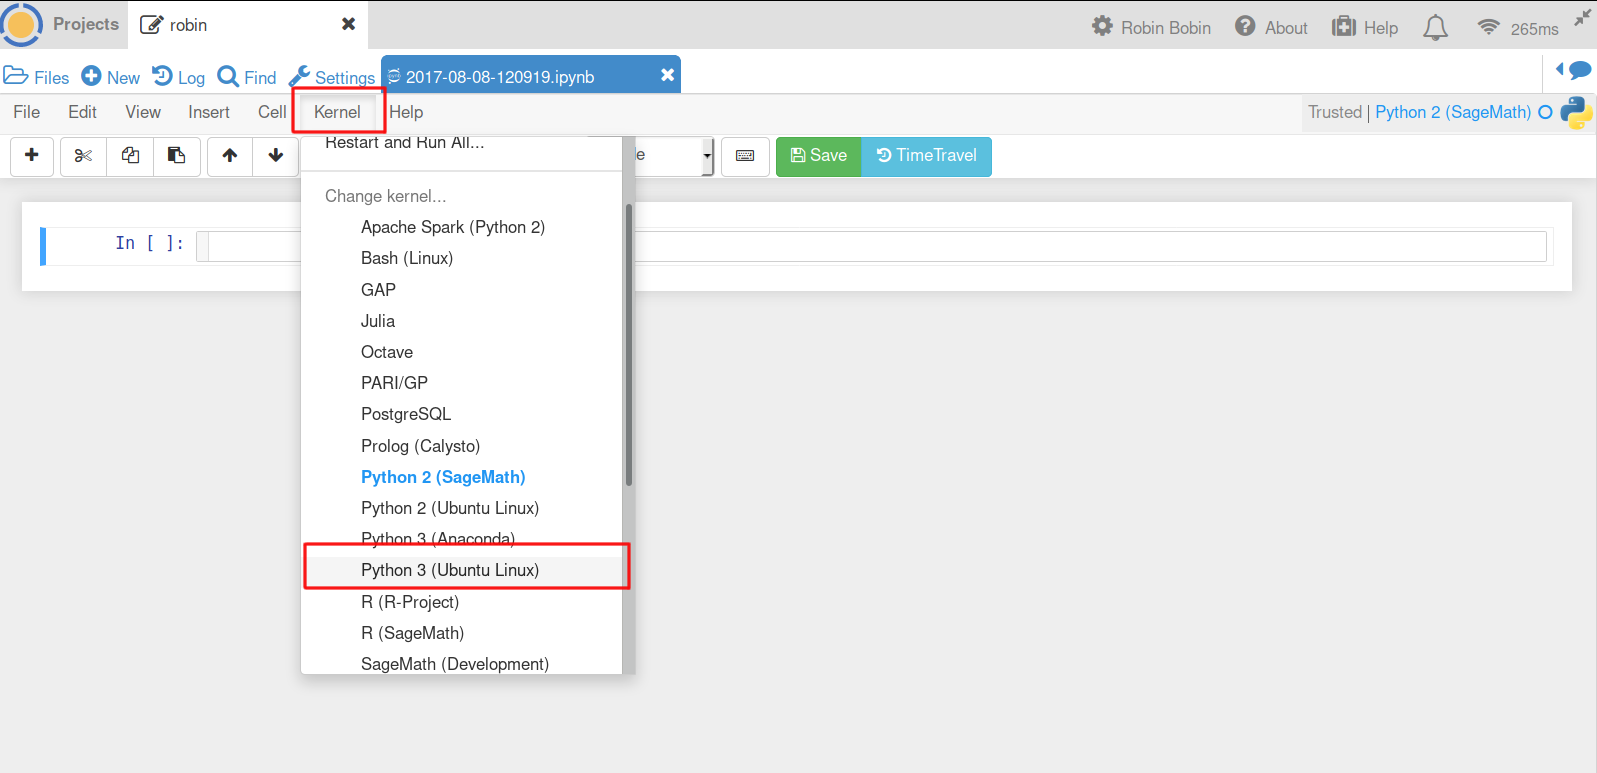 Projects robin Robin Bobin About Help 265ms
Files New Log Find Settings 2017-08-08-120919.ipynb
File Edit View Insert Cell Kernel Help Trusted | Python 2 (SageMath)
Restart and Run All... Save TimeTravel
Change kernel...
Apache Spark (Python 2)
In [ ]:
Bash (Linux)
GAP
Julia
Octave
PARI/GP
PostgreSQL
Prolog (Calysto)
Python 2 (SageMath)
Python 2 (Ubuntu Linux)
Python 3 (Anaconda)
Python 3 (Ubuntu Linux)
R (R-Project)
R (SageMath)
SageMath (Development)